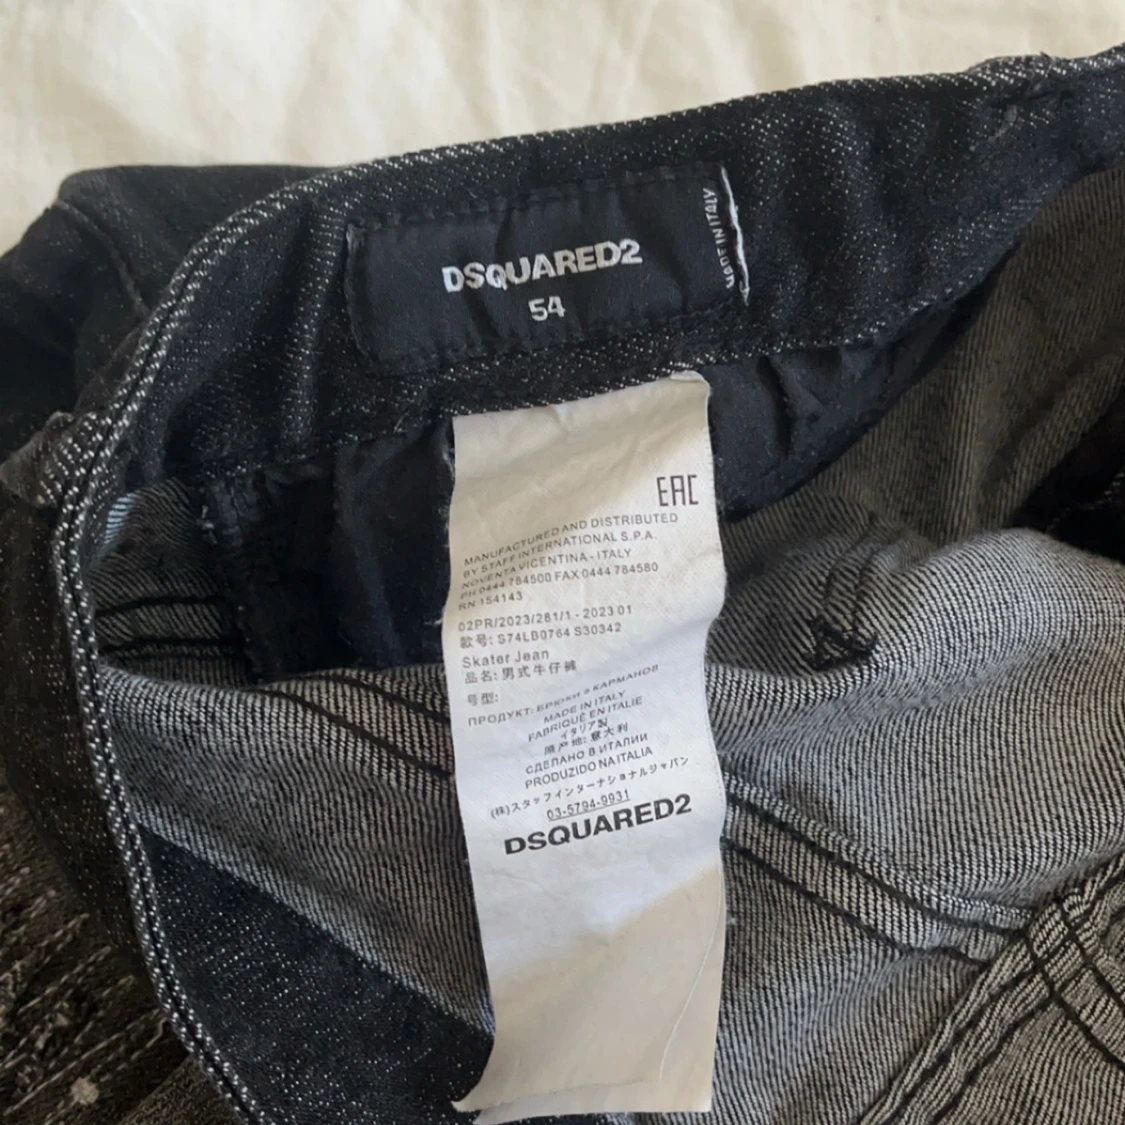 DSQUARED2
54
MADE IN ITALY
EAC
MANUFACTURED AND DISTRIBUTED
BY STAFF INTERNATIONAL S.P.A.
NOVENTA VICENTINA - ITALY
PH 0444 784500 FAX 0444 784580
RN 154143
02PR/2023/281/1 - 2023 01
款号: S74LB0764 S30342
Skater Jean
品名: 男式牛仔裤
号型:
ПРОДУКТ: БРЮКИ 5 КАРМАНОВ
MADE IN ITALY
FABRIQUÉ EN ITALIE
イタリア製
原产地: 意大利
СДЕЛАНО В ИТАЛИИ
PRODUZIDO NA ITALIA
(株)スタッフインターナショナルジャパン
03-5794-9931
DSQUARED2